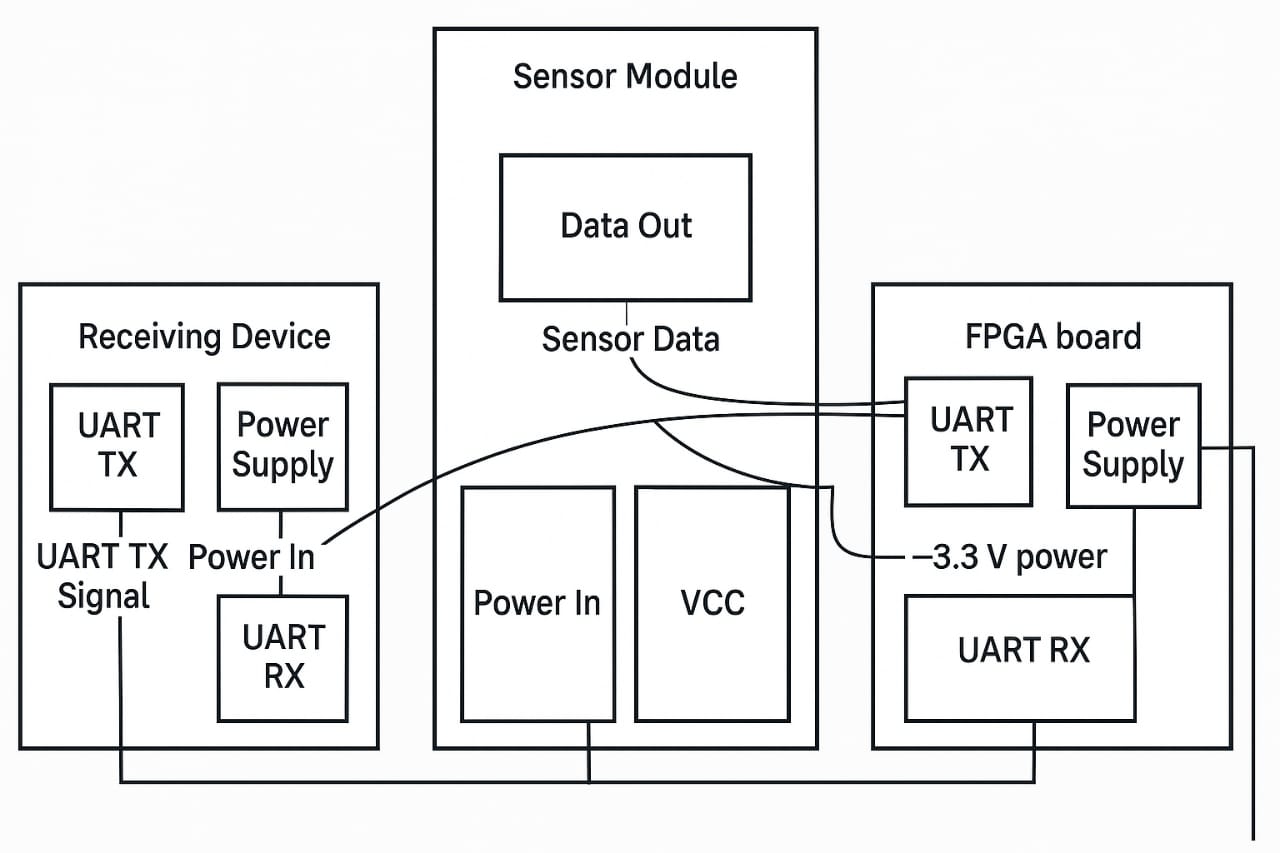 Sensor Module
Data Out
Sensor Data
Power In
VCC
Receiving Device
UART
TX
Power
Supply
UART TX
Signal
Power In
UART
RX
FPGA board
UART
TX
Power
Supply
–3.3 V power
UART RX